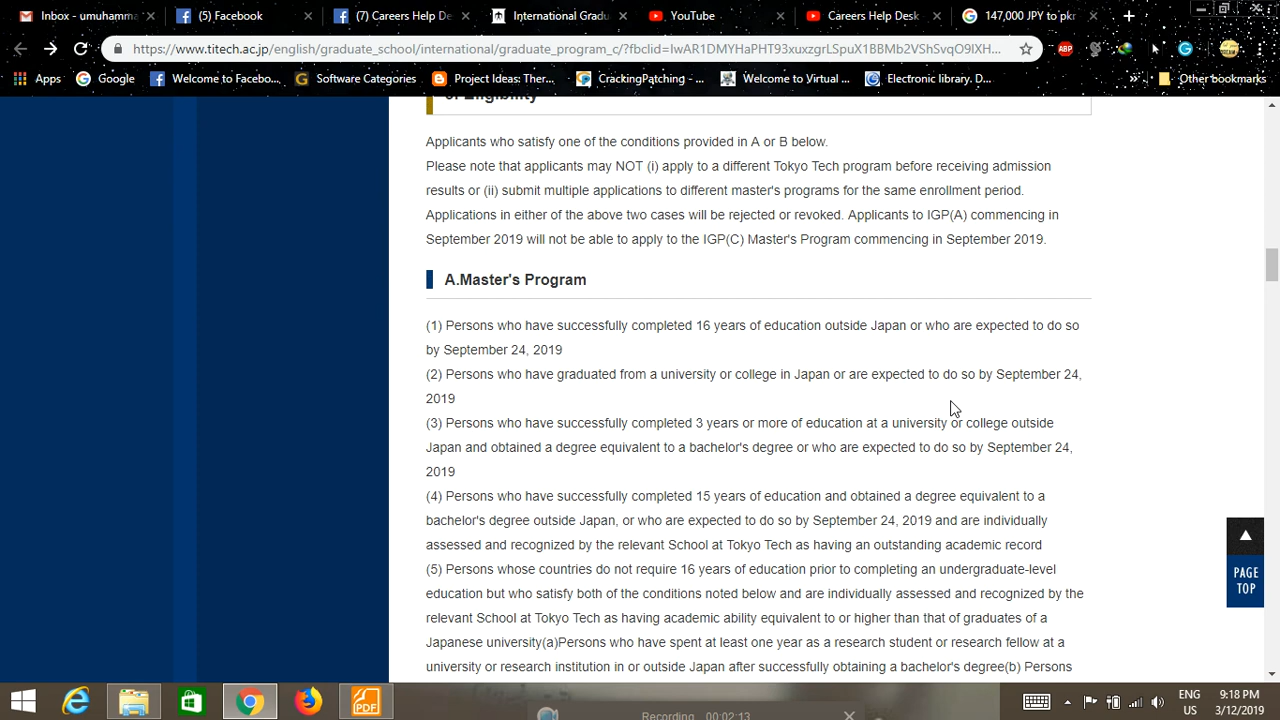 Inbox - umuhamma
(5) Facebook
(7) Careers Help De
International Gradu
YouTube
Careers Help Desk
147,000 JPY to pkr
https://www.titech.ac.jp/english/graduate_school/international/graduate_program_c/?fbclid=IwAR1DMYHaPHT93xuxzgrLSpuX1BBMb2VShSvqO9lXH...
ABP
Apps
Google
Welcome to Facebo...
Software Categories
Project Ideas: Ther...
CrackingPatching - ...
Welcome to Virtual ...
Electronic library. D...
Other bookmarks
Eligibility
Applicants who satisfy one of the conditions provided in A or B below.
Please note that applicants may NOT (i) apply to a different Tokyo Tech program before receiving admission
results or (ii) submit multiple applications to different master's programs for the same enrollment period.
Applications in either of the above two cases will be rejected or revoked. Applicants to IGP(A) commencing in
September 2019 will not be able to apply to the IGP(C) Master's Program commencing in September 2019.
A.Master's Program
(1) Persons who have successfully completed 16 years of education outside Japan or who are expected to do so
by September 24, 2019
(2) Persons who have graduated from a university or college in Japan or are expected to do so by September 24,
2019
(3) Persons who have successfully completed 3 years or more of education at a university or college outside
Japan and obtained a degree equivalent to a bachelor's degree or who are expected to do so by September 24,
2019
(4) Persons who have successfully completed 15 years of education and obtained a degree equivalent to a
bachelor's degree outside Japan, or who are expected to do so by September 24, 2019 and are individually
assessed and recognized by the relevant School at Tokyo Tech as having an outstanding academic record
(5) Persons whose countries do not require 16 years of education prior to completing an undergraduate-level
education but who satisfy both of the conditions noted below and are individually assessed and recognized by the
relevant School at Tokyo Tech as having academic ability equivalent to or higher than that of graduates of a
Japanese university(a)Persons who have spent at least one year as a research student or research fellow at a
university or research institution in or outside Japan after successfully obtaining a bachelor's degree(b) Persons
PAGE
TOP
PDF
Recording 00:02:13
ENG
US
9:18 PM
3/12/2019